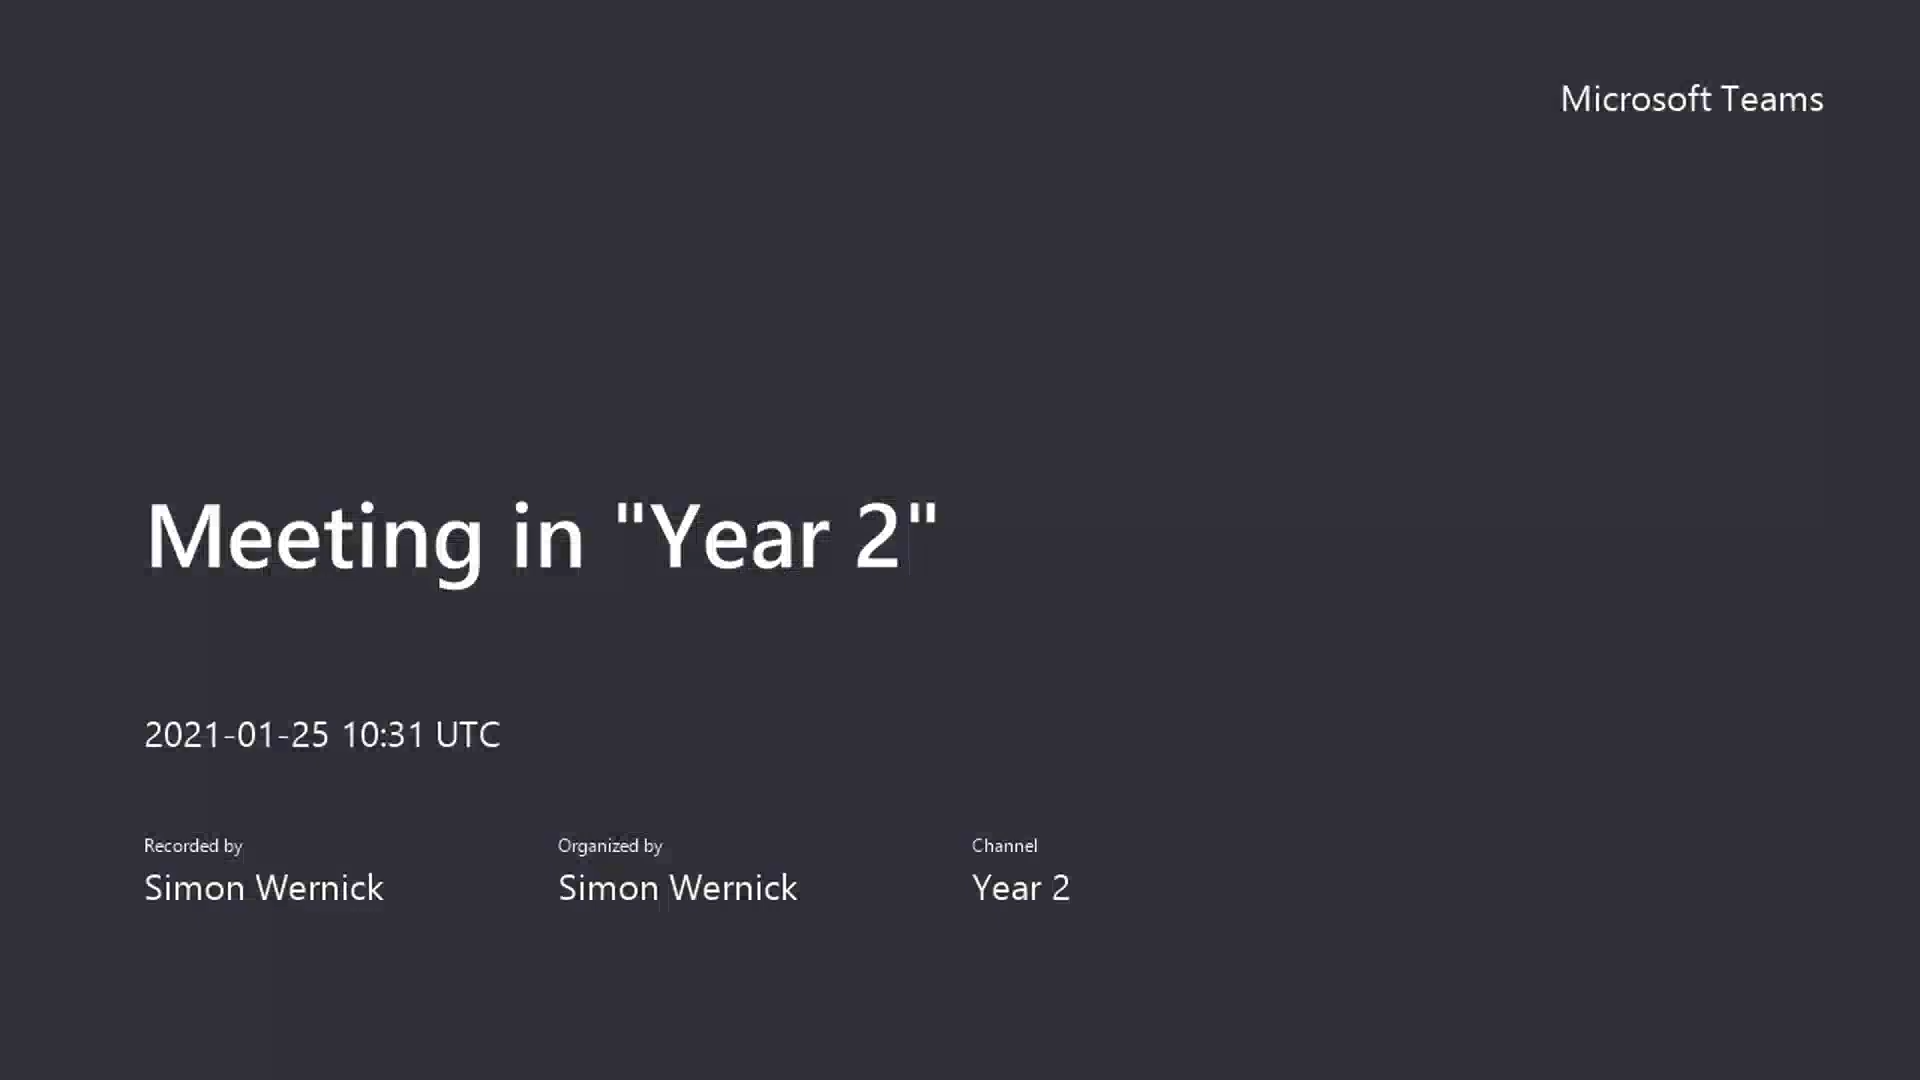 Microsoft Teams
Meeting in "Year 2"
2021-01-25 10:31 UTC
Recorded by
Simon Wernick
Organized by
Simon Wernick
Channel
Year 2